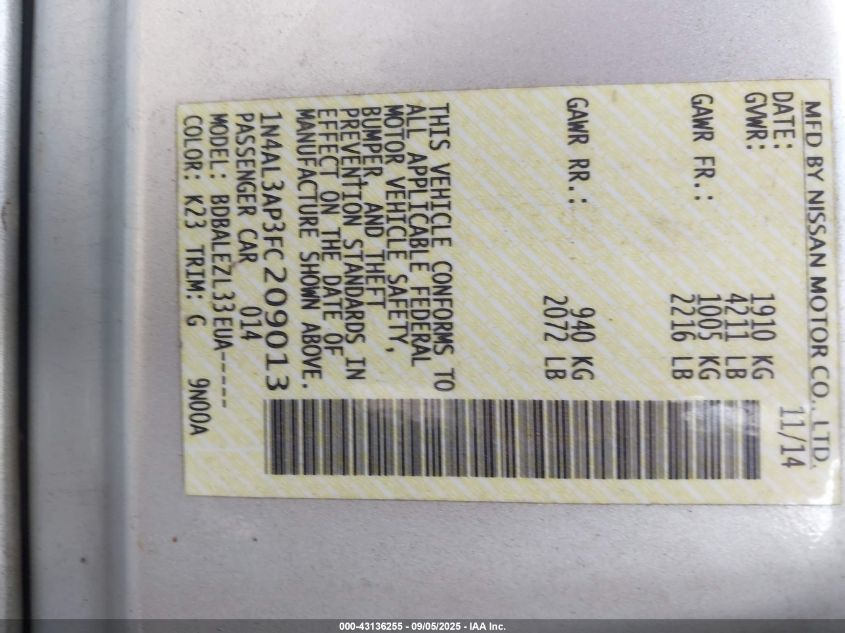 MFD BY NISSAN MOTOR CO., LTD.
DATE: 11/14
GVWR: 1910 KG
4211 LB
GAWR FR.: 1005 KG
2216 LB
GAWR RR.: 940 KG
2072 LB
THIS VEHICLE CONFORMS TO
ALL APPLICABLE FEDERAL
MOTOR VEHICLE SAFETY,
BUMPER, AND THEFT
PREVENTION STANDARDS IN
EFFECT ON THE DATE OF
MANUFACTURE SHOWN ABOVE.
1N4AL3AP3FC209013
PASSENGER CAR 014
MODEL: BDBALEZL33EUA-----
COLOR: K23 TRIM: G 9N00A
000-43136255 - 09/05/2025 - IAA Inc.